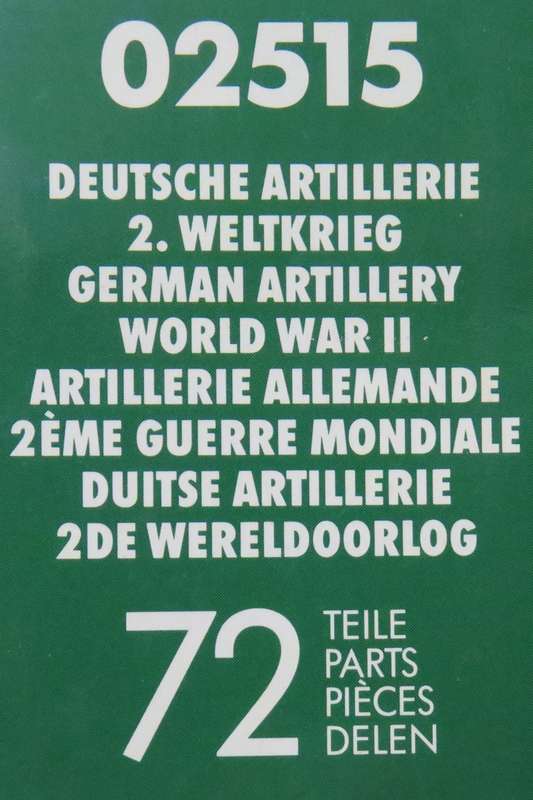 02515
DEUTSCHE ARTILLERIE
2. WELTKRIEG
GERMAN ARTILLERY
WORLD WAR II
ARTILLERIE ALLEMANDE
2ÈME GUERRE MONDIALE
DUITSE ARTILLERIE
2DE WERELDOORLOG
72
TEILE
PARTS
PIÈCES
DELEN